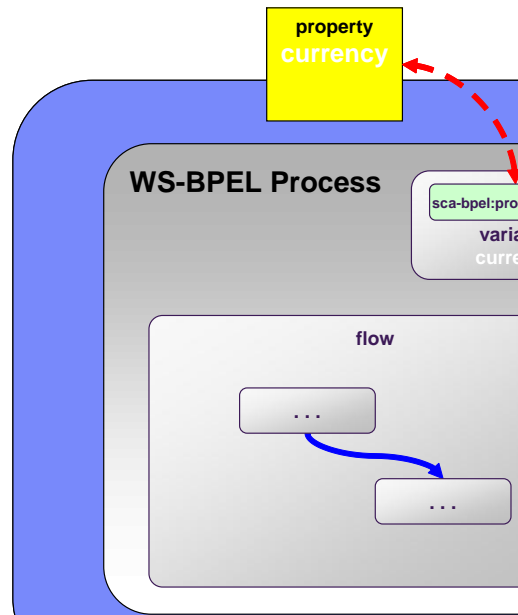 property
currency
WS-BPEL Process
sca-bpel:pro
varia
curre
flow
. . .
. . .